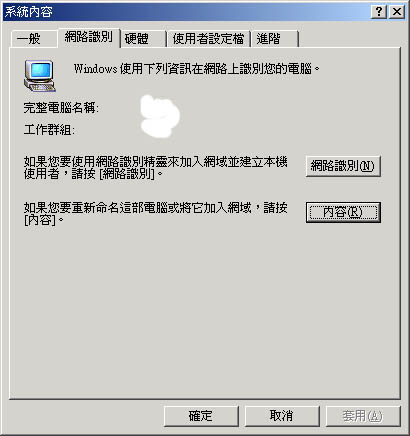 系統內容
一般 網路識別 硬體 使用者設定檔 進階
Windows 使用下列資訊在網路上識別您的電腦。
完整電腦名稱:
工作群組:
如果您要使用網路識別精靈來加入網域並建立本機
使用者，請按 [網路識別]。
網路識別(N)
如果您要重新命名這部電腦或將它加入網域，請按
[內容]。
內容(R)
確定 取消 套用(A)